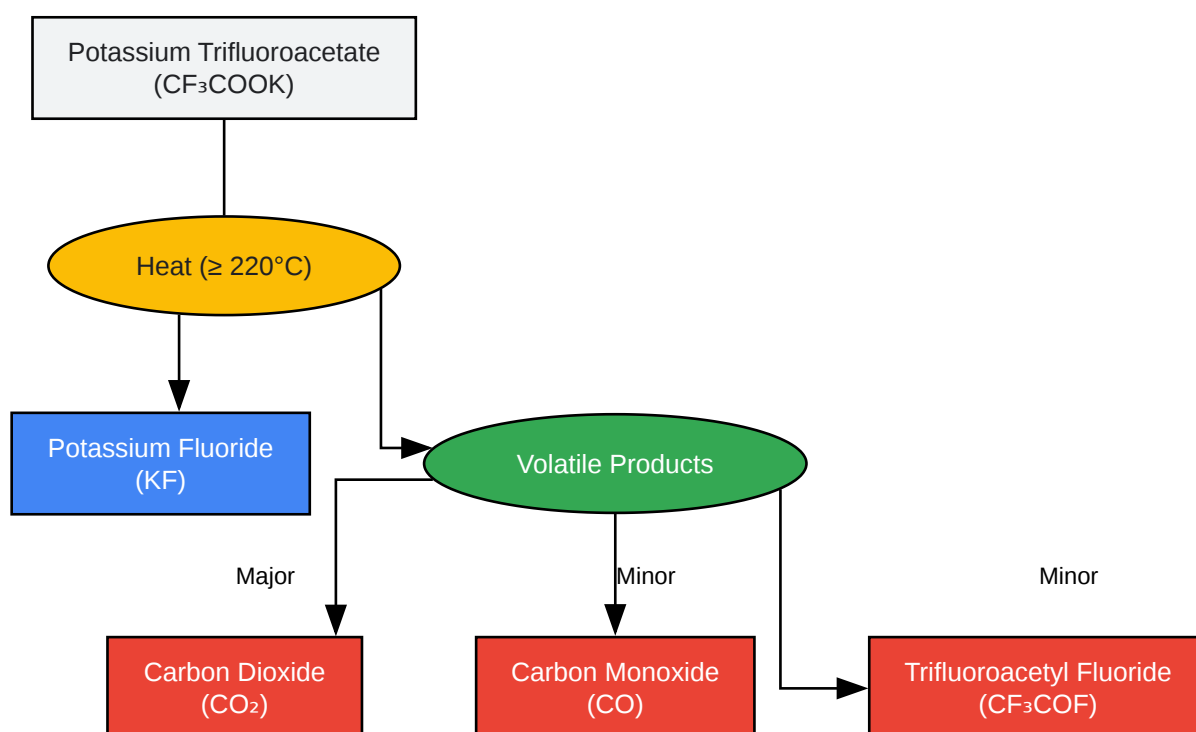 Potassium Trifluoroacetate
(CF₃COOK)
Heat (≥ 220°C)
Potassium Fluoride
(KF)
Volatile Products
Major
Minor
Minor
Carbon Dioxide
(CO₂)
Carbon Monoxide
(CO)
Trifluoroacetyl Fluoride
(CF₃COF)